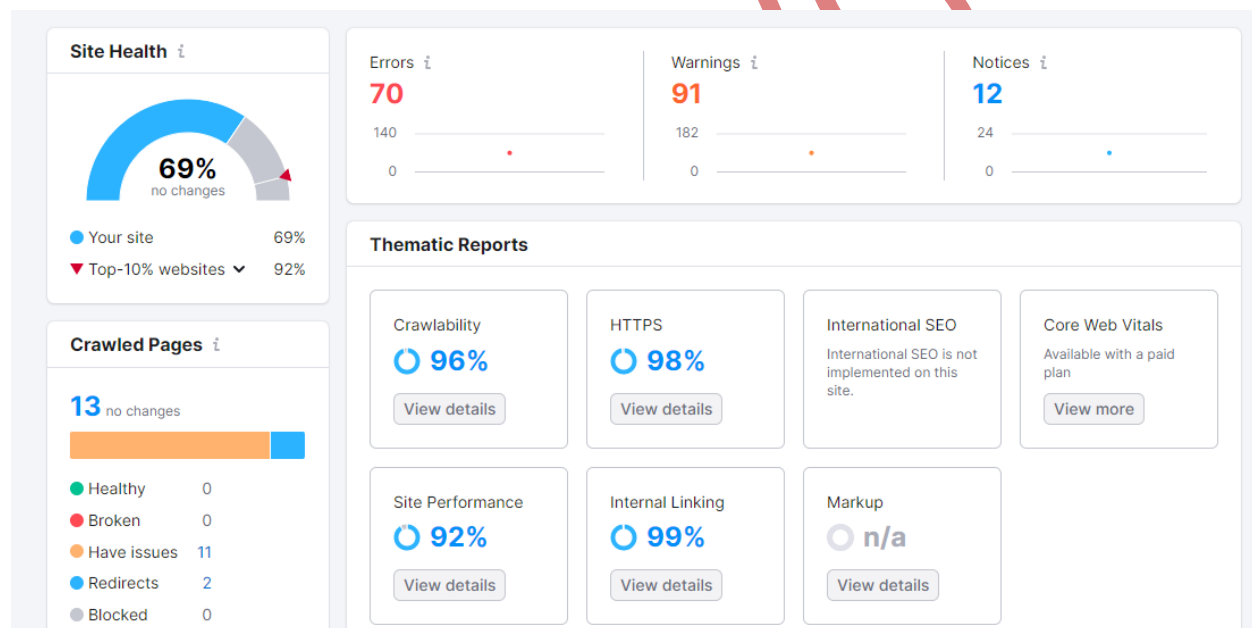 Site Health i
69%
no changes
Your site 69%
Top-10% websites 92%
Errors i
70
140
0
Warnings i
91
182
0
Notices i
12
24
0
Crawled Pages i
13 no changes
Healthy 0
Broken 0
Have issues 11
Redirects 2
Blocked 0
Thematic Reports
Crawlability
96%
View details
HTTPS
98%
View details
International SEO
International SEO is not
implemented on this
site.
Core Web Vitals
Available with a paid
plan
View more
Site Performance
92%
View details
Internal Linking
99%
View details
Markup
n/a
View details